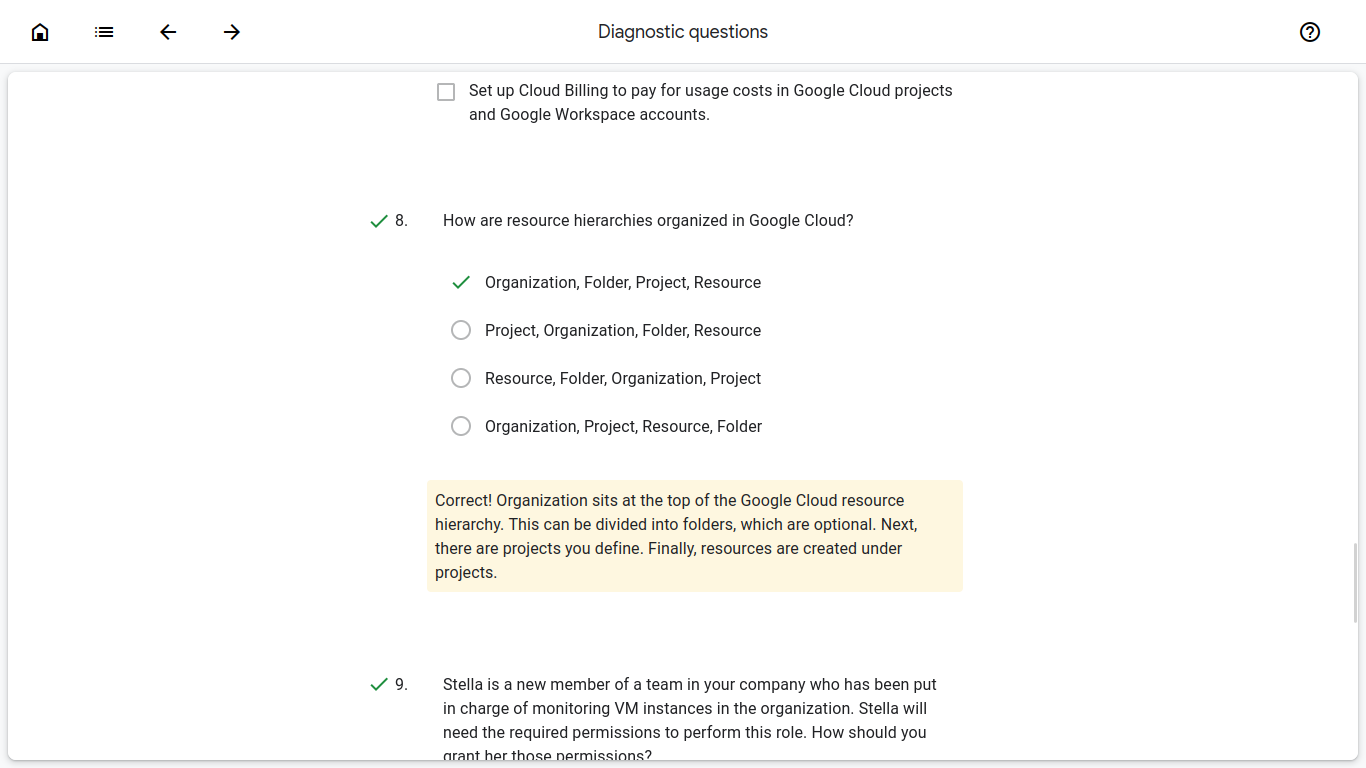 Diagnostic questions
Set up Cloud Billing to pay for usage costs in Google Cloud projects
and Google Workspace accounts.
8. How are resource hierarchies organized in Google Cloud?
Organization, Folder, Project, Resource
Project, Organization, Folder, Resource
Resource, Folder, Organization, Project
Organization, Project, Resource, Folder
Correct! Organization sits at the top of the Google Cloud resource
hierarchy. This can be divided into folders, which are optional. Next,
there are projects you define. Finally, resources are created under
projects.
9. Stella is a new member of a team in your company who has been put
in charge of monitoring VM instances in the organization. Stella will
need the required permissions to perform this role. How should you
grant her those permissions?